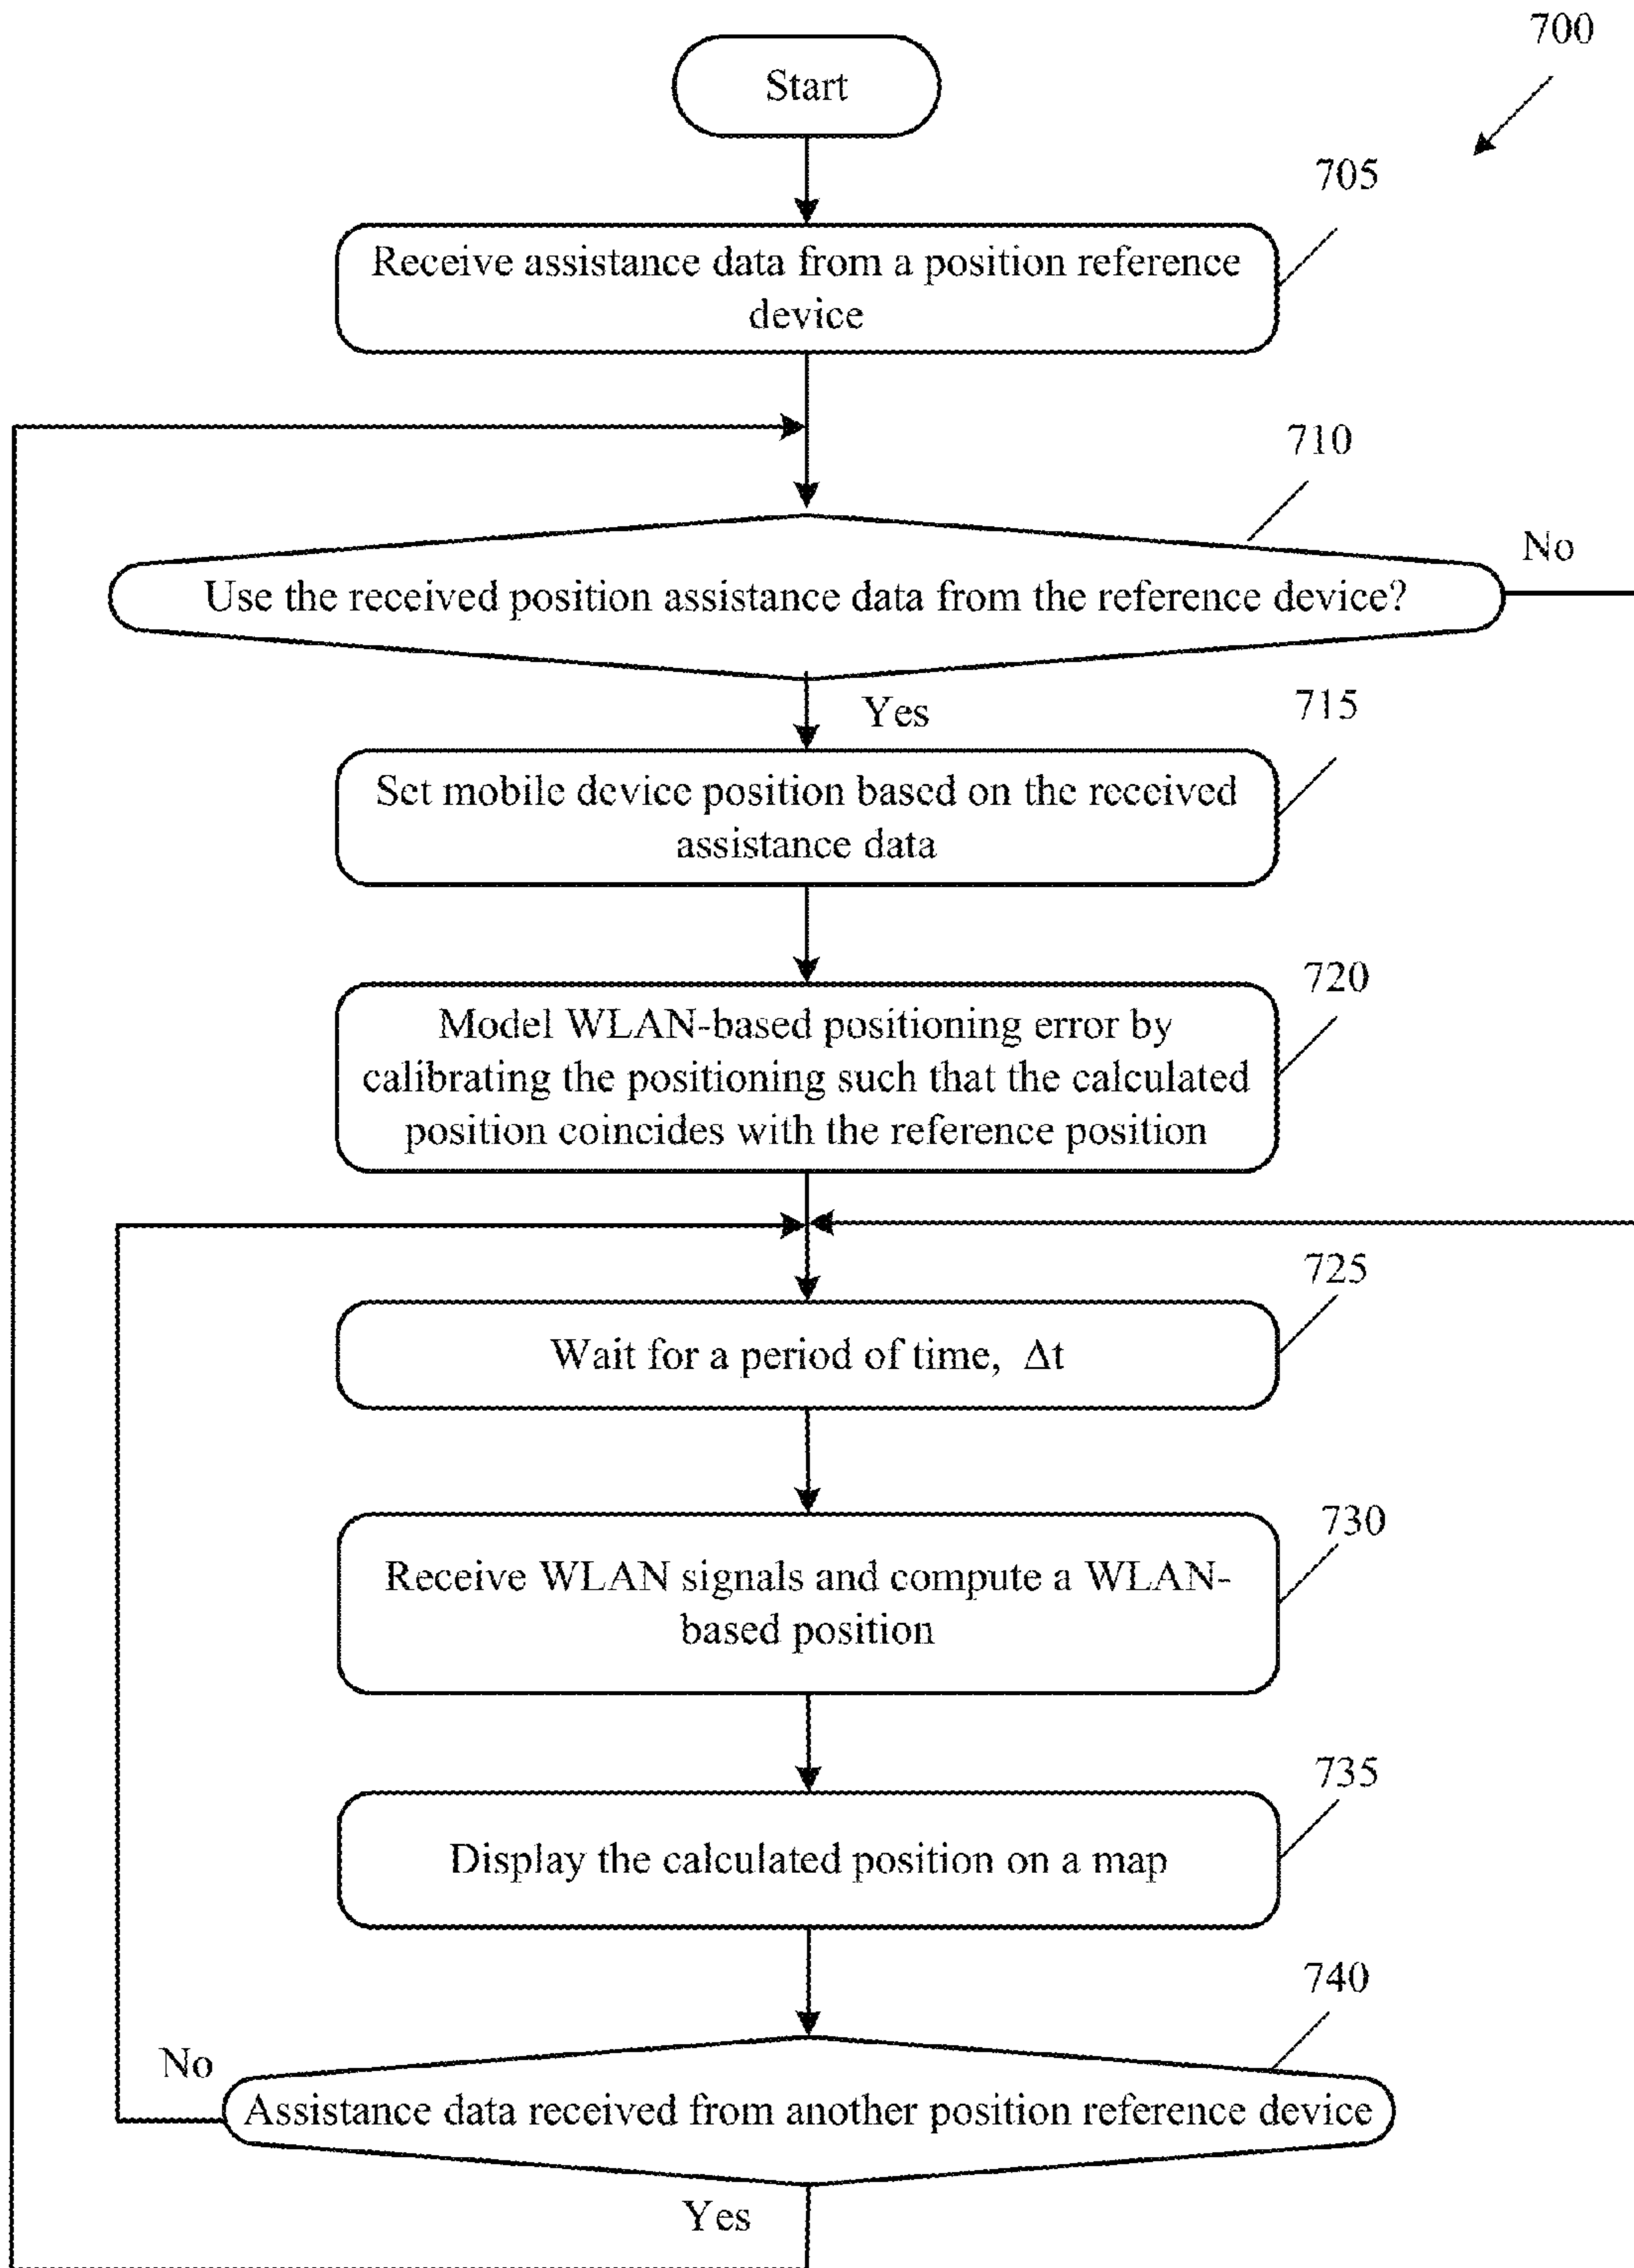 700
Start
705
Receive assistance data from a position reference
device
710
No
Use the received position assistance data from the reference device?
Yes
715
Set mobile device position based on the received
assistance data
720
Model WLAN-based positioning error by
calibrating the positioning such that the calculated
position coincides with the reference position
725
Wait for a period of time, Δt
730
Receive WLAN signals and compute a WLAN-
based position
735
Display the calculated position on a map
740
No
Assistance data received from another position reference device
Yes